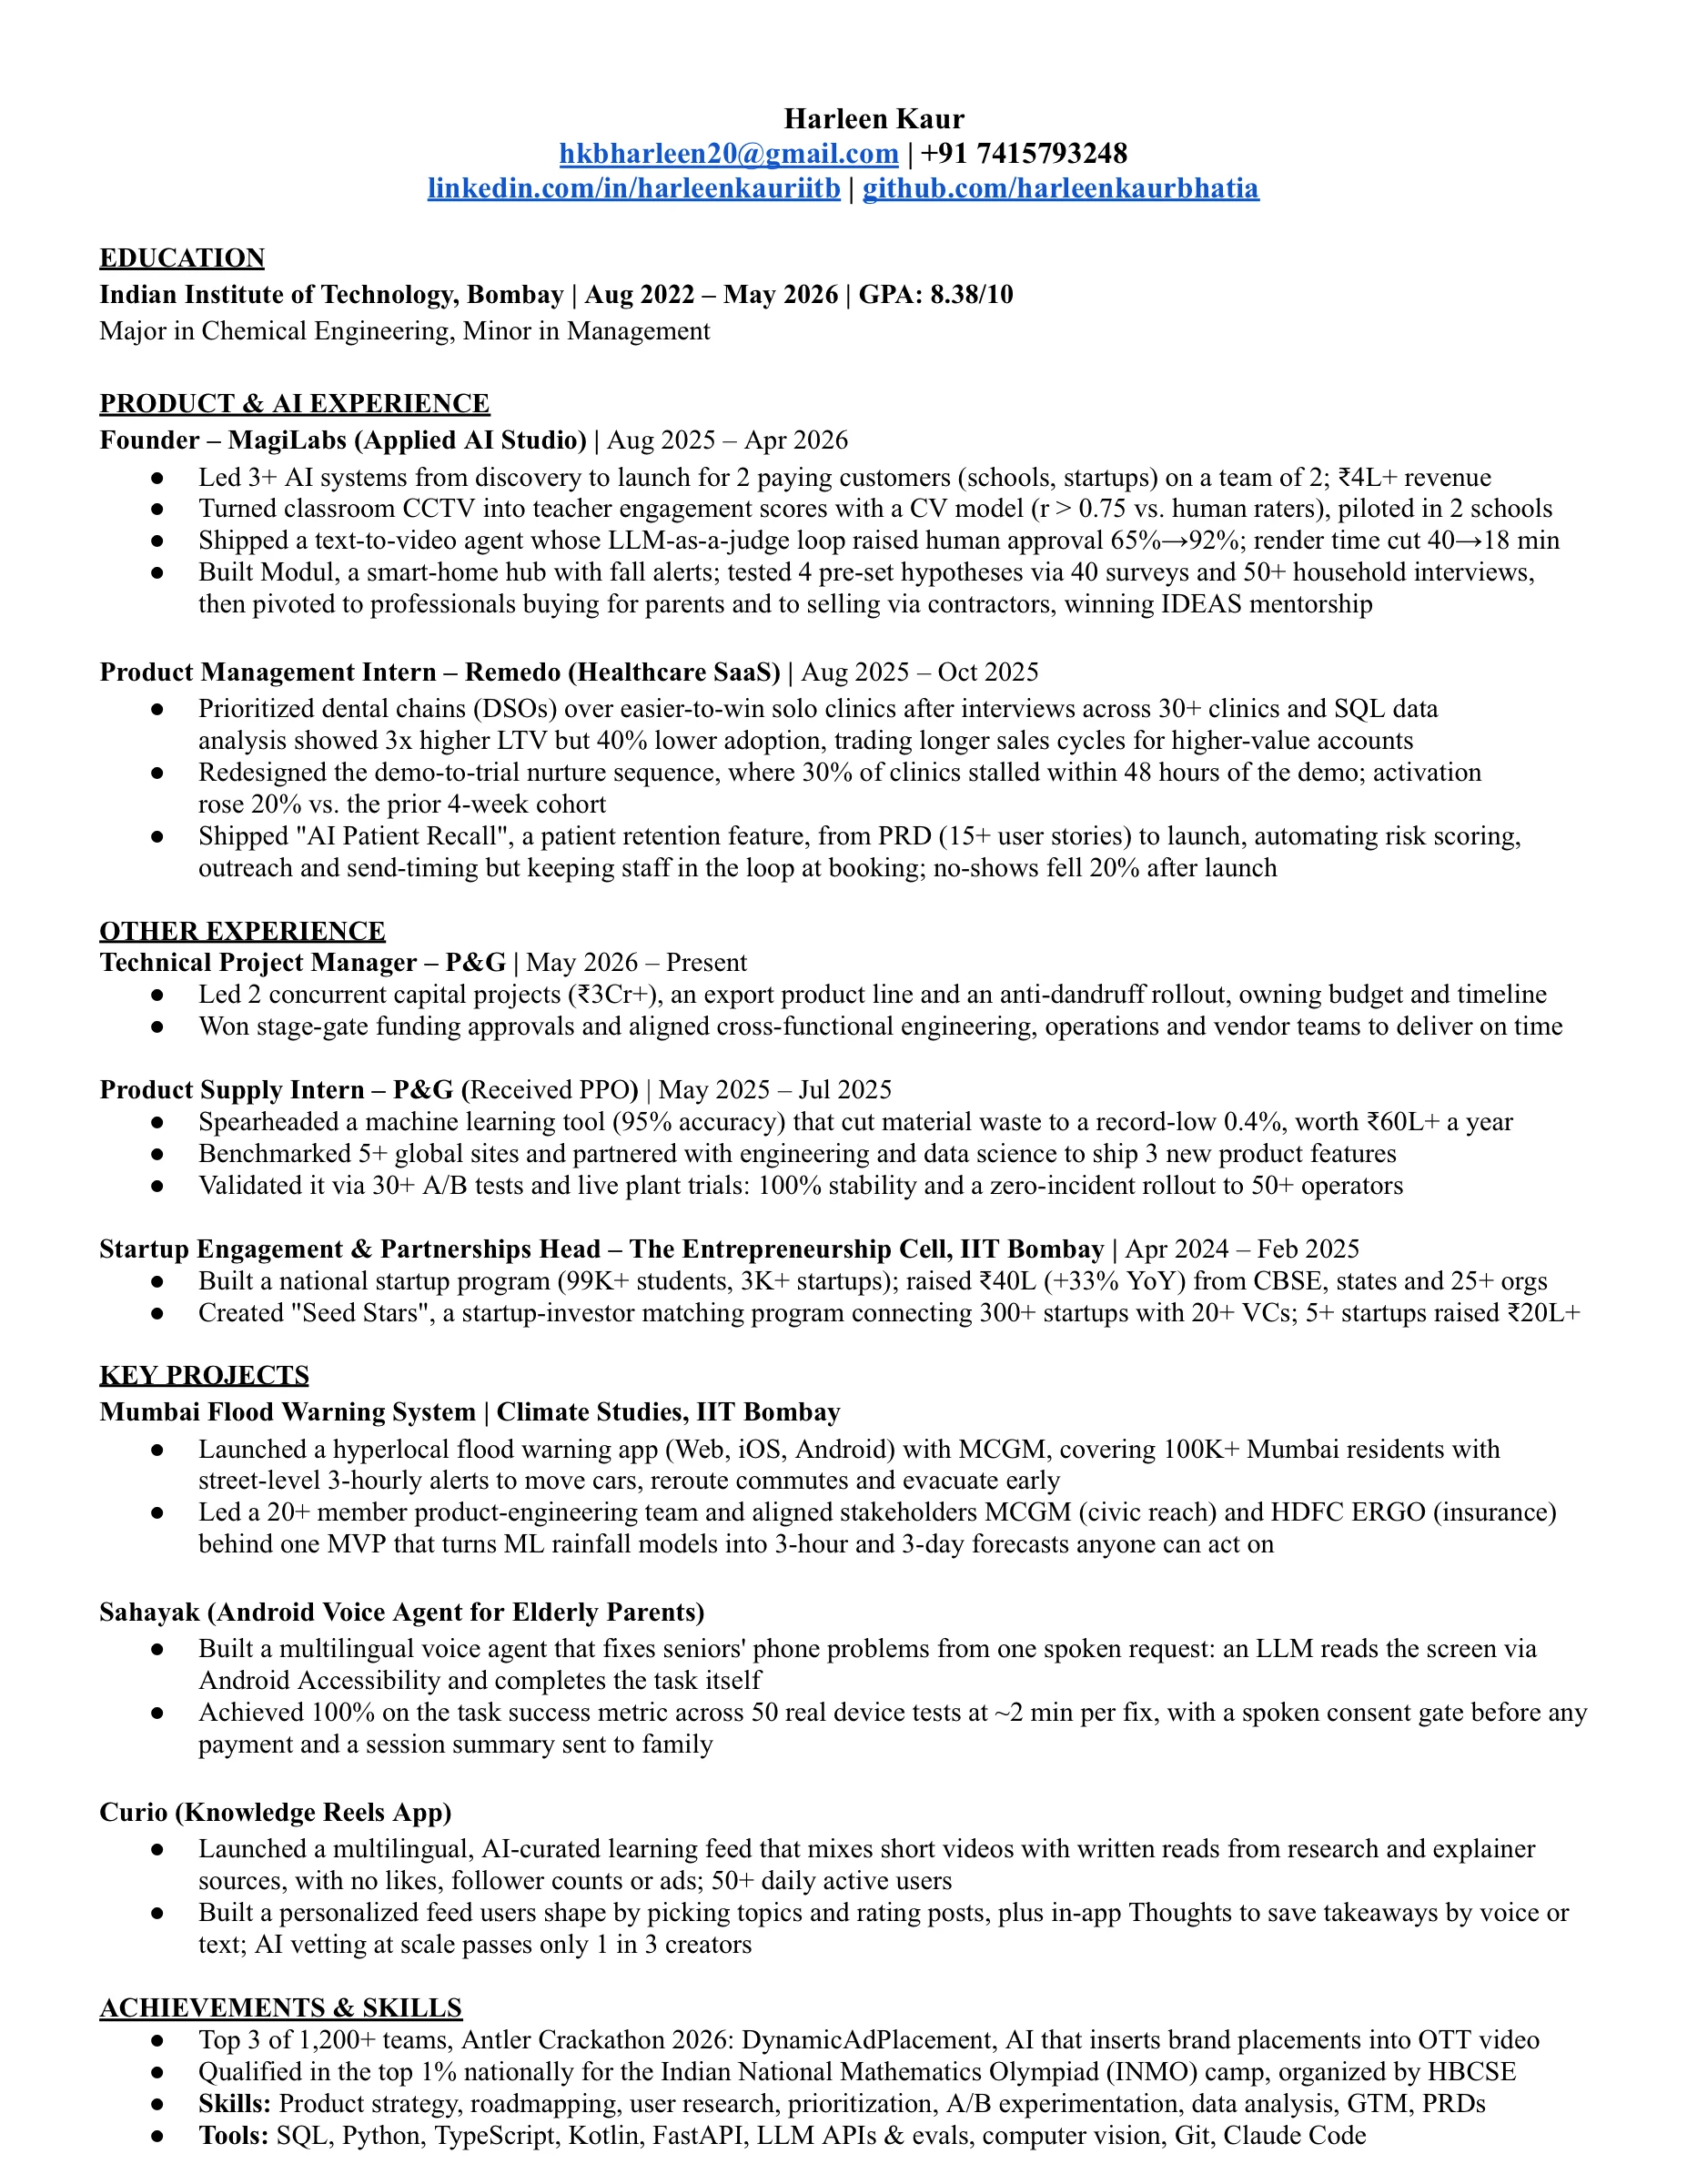 Harleen Kaur
hkbharleen20@gmail.com | +91 7415793248
linkedin.com/in/harleenkauriitb | github.com/harleenkaurbhatia
EDUCATION
Indian Institute of Technology, Bombay | Aug 2022 – May 2026 | GPA: 8.38/10
Major in Chemical Engineering, Minor in Management
PRODUCT & AI EXPERIENCE
Founder – MagiLabs (Applied AI Studio) | Aug 2025 – Apr 2026
● Led 3+ AI systems from discovery to launch for 2 paying customers (schools, startups) on a team of 2; ₹4L+ revenue
● Turned classroom CCTV into teacher engagement scores with a CV model (r > 0.75 vs. human raters), piloted in 2 schools
● Shipped a text-to-video agent whose LLM-as-a-judge loop raised human approval 65%→92%; render time cut 40→18 min
● Built Modul, a smart-home hub with fall alerts; tested 4 pre-set hypotheses via 40 surveys and 50+ household interviews,
then pivoted to professionals buying for parents and to selling via contractors, winning IDEAS mentorship
Product Management Intern – Remedo (Healthcare SaaS) | Aug 2025 – Oct 2025
● Prioritized dental chains (DSOs) over easier-to-win solo clinics after interviews across 30+ clinics and SQL data
analysis showed 3x higher LTV but 40% lower adoption, trading longer sales cycles for higher-value accounts
● Redesigned the demo-to-trial nurture sequence, where 30% of clinics stalled within 48 hours of the demo; activation
rose 20% vs. the prior 4-week cohort
● Shipped "AI Patient Recall", a patient retention feature, from PRD (15+ user stories) to launch, automating risk scoring,
outreach and send-timing but keeping staff in the loop at booking; no-shows fell 20% after launch
OTHER EXPERIENCE
Technical Project Manager – P&G | May 2026 – Present
● Led 2 concurrent capital projects (₹3Cr+), an export product line and an anti-dandruff rollout, owning budget and timeline
● Won stage-gate funding approvals and aligned cross-functional engineering, operations and vendor teams to deliver on time
Product Supply Intern – P&G (Received PPO) | May 2025 – Jul 2025
● Spearheaded a machine learning tool (95% accuracy) that cut material waste to a record-low 0.4%, worth ₹60L+ a year
● Benchmarked 5+ global sites and partnered with engineering and data science to ship 3 new product features
● Validated it via 30+ A/B tests and live plant trials: 100% stability and a zero-incident rollout to 50+ operators
Startup Engagement & Partnerships Head – The Entrepreneurship Cell, IIT Bombay | Apr 2024 – Feb 2025
● Built a national startup program (99K+ students, 3K+ startups); raised ₹40L (+33% YoY) from CBSE, states and 25+ orgs
● Created "Seed Stars", a startup-investor matching program connecting 300+ startups with 20+ VCs; 5+ startups raised ₹20L+
KEY PROJECTS
Mumbai Flood Warning System | Climate Studies, IIT Bombay
● Launched a hyperlocal flood warning app (Web, iOS, Android) with MCGM, covering 100K+ Mumbai residents with
street-level 3-hourly alerts to move cars, reroute commutes and evacuate early
● Led a 20+ member product-engineering team and aligned stakeholders MCGM (civic reach) and HDFC ERGO (insurance)
behind one MVP that turns ML rainfall models into 3-hour and 3-day forecasts anyone can act on
Sahayak (Android Voice Agent for Elderly Parents)
● Built a multilingual voice agent that fixes seniors' phone problems from one spoken request: an LLM reads the screen via
Android Accessibility and completes the task itself
● Achieved 100% on the task success metric across 50 real device tests at ~2 min per fix, with a spoken consent gate before any
payment and a session summary sent to family
Curio (Knowledge Reels App)
● Launched a multilingual, AI-curated learning feed that mixes short videos with written reads from research and explainer
sources, with no likes, follower counts or ads; 50+ daily active users
● Built a personalized feed users shape by picking topics and rating posts, plus in-app Thoughts to save takeaways by voice or
text; AI vetting at scale passes only 1 in 3 creators
ACHIEVEMENTS & SKILLS
● Top 3 of 1,200+ teams, Antler Crackathon 2026: DynamicAdPlacement, AI that inserts brand placements into OTT video
● Qualified in the top 1% nationally for the Indian National Mathematics Olympiad (INMO) camp, organized by HBCSE
● Skills: Product strategy, roadmapping, user research, prioritization, A/B experimentation, data analysis, GTM, PRDs
● Tools: SQL, Python, TypeScript, Kotlin, FastAPI, LLM APIs & evals, computer vision, Git, Claude Code